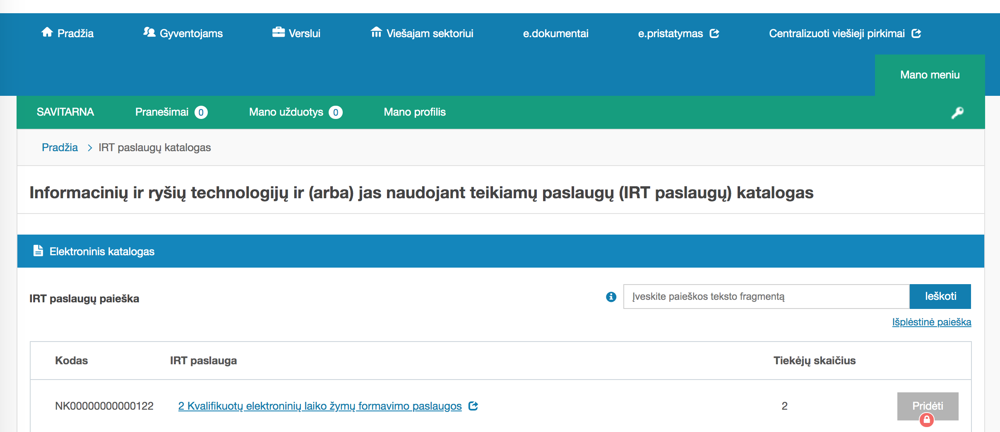 Pradžia Gyventojams Verslui Viešajam sektoriui e.dokumentai e.pristatymas Centralizuoti viešieji pirkimai
Mano meniu
SAVITARNA Pranešimai 0 Mano užduotys 0 Mano profilis
Pradžia > IRT paslaugų katalogas
Informacinių ir ryšių technologijų ir (arba) jas naudojant teikiamų paslaugų (IRT paslaugų) katalogas
Elektroninis katalogas
IRT paslaugų paieška Įveskite paieškos teksto fragmentą Ieškoti
Išplėstinė paieška
Kodas IRT paslauga Tiekėjų skaičius
NK00000000000122 2 Kvalifikuotų elektroninių laiko žymų formavimo paslaugos 2 Pridėti